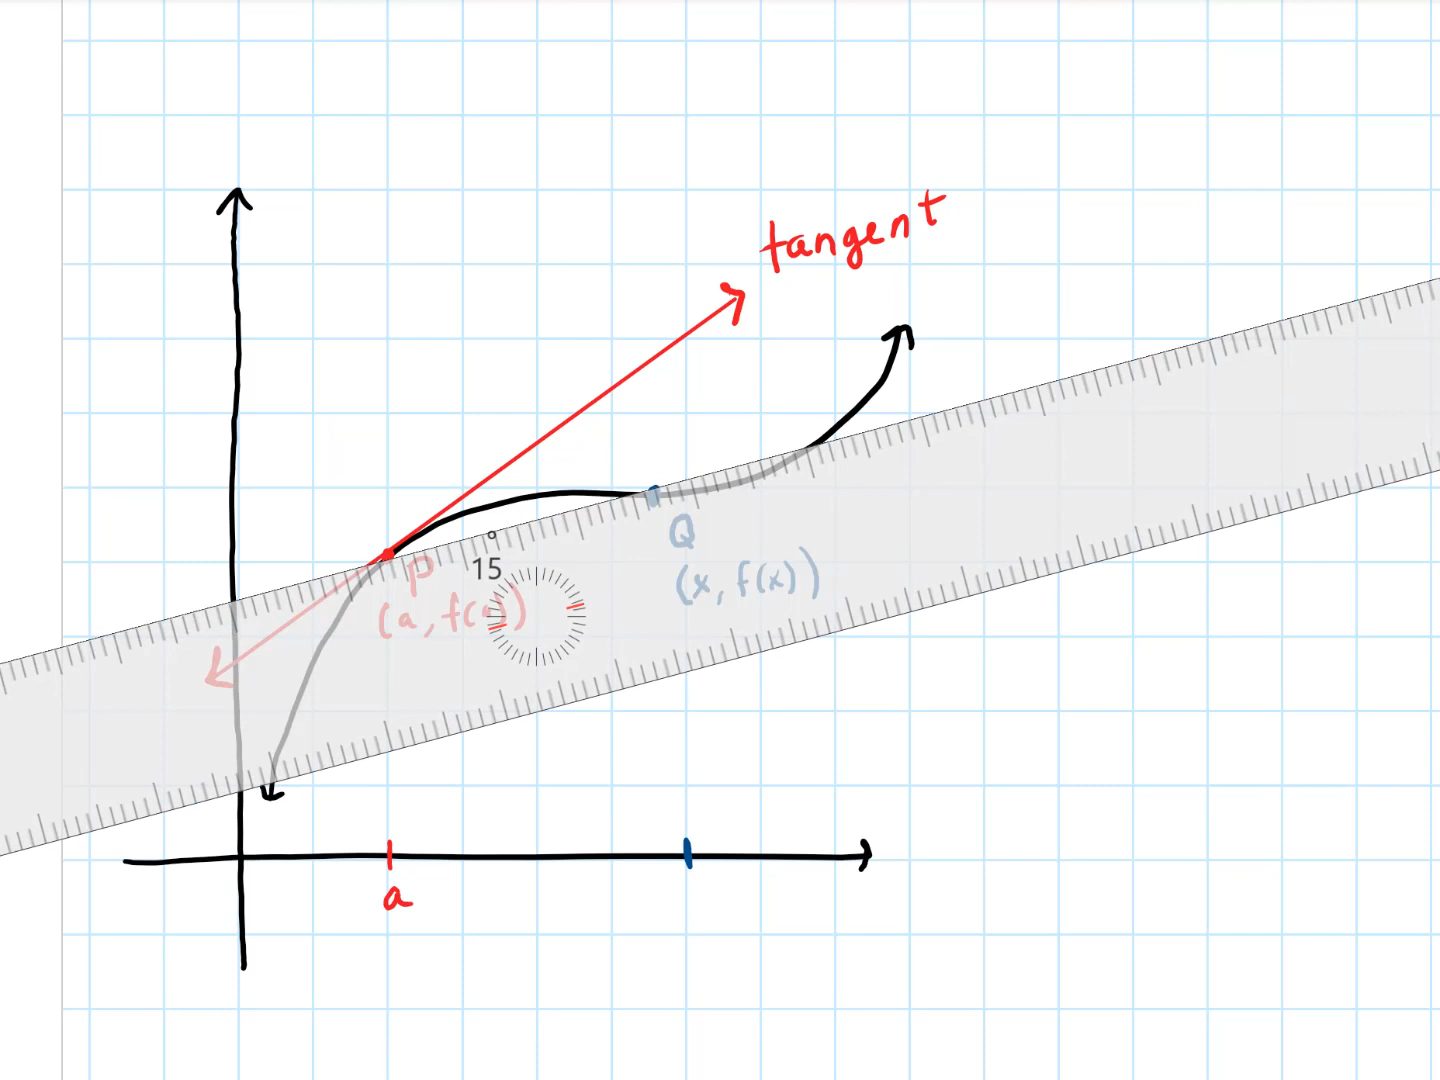 tangent
P
(a, f(a))
Q
(x, f(x))
15°
a